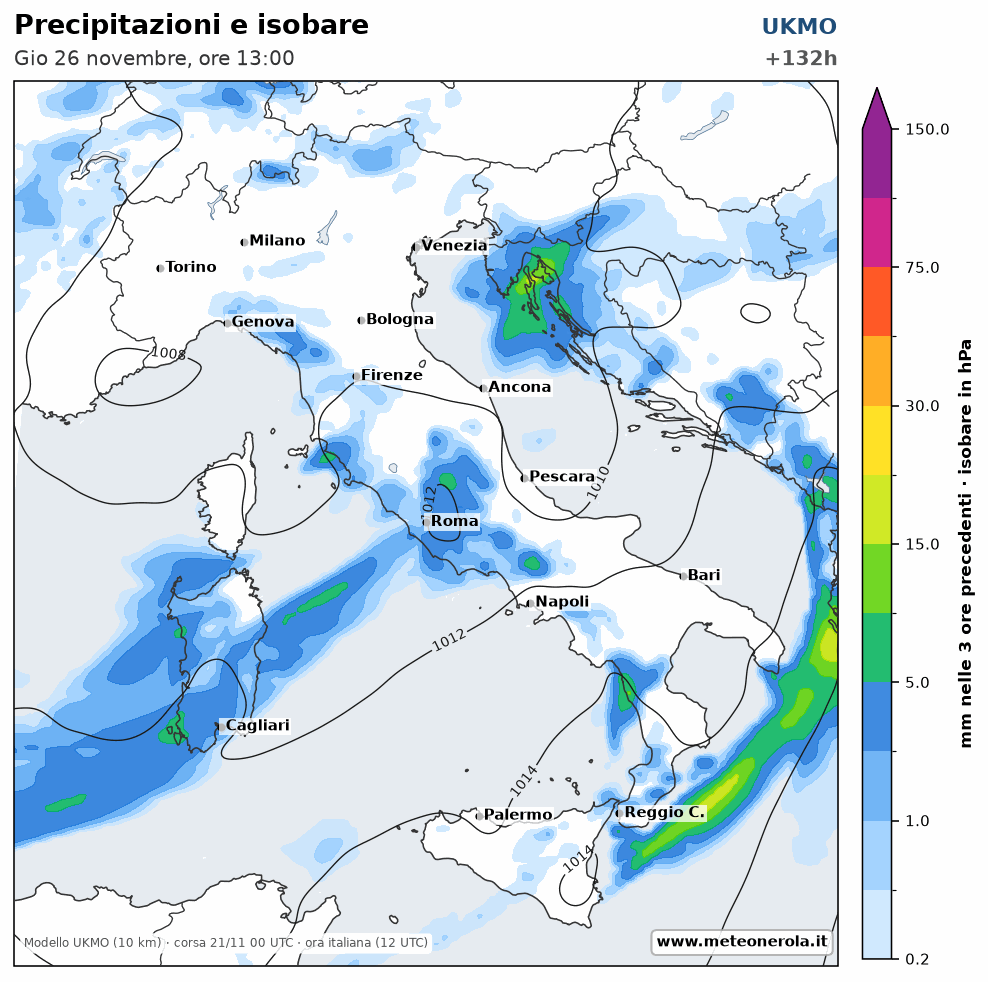 Precipitazioni e isobare
UKMO
Gio 26 novembre, ore 13:00
+132h
150.0
75.0
30.0
15.0
5.0
1.0
0.2
mm nelle 3 ore precedenti · isobare in hPa
Milano
Venezia
Torino
Genova
Bologna
1008
Firenze
Ancona
Pescara
1010
1012
Roma
Bari
Napoli
1012
Cagliari
1014
Palermo
Reggio C.
1014
Modello UKMO (10 km) · corsa 21/11 00 UTC · ora italiana (12 UTC)
www.meteonerola.it